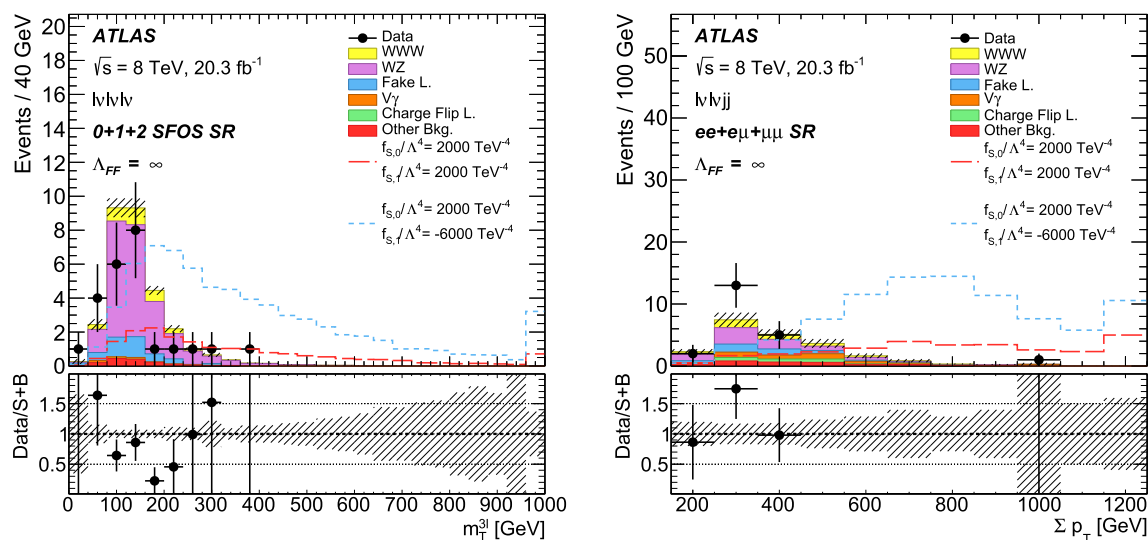 Events / 40 GeV
20
18
16
14
12
10
8
6
4
2
0
ATLAS
√s = 8 TeV, 20.3 fb⁻¹
lνlνlν
0+1+2 SFOS SR
Λ_FF = ∞
Data
WWW
WZ
Fake L.
Vγ
Charge Flip L.
Other Bkg.
f_S,0/Λ⁴= 2000 TeV⁻⁴
f_S,1/Λ⁴= 2000 TeV⁻⁴
f_S,0/Λ⁴= 2000 TeV⁻⁴
f_S,1/Λ⁴= -6000 TeV⁻⁴
Data/S+B
1.5
1
0.5
0 100 200 300 400 500 600 700 800 900 1000
m_T^3l [GeV]
Events / 100 GeV
50
40
30
20
10
0
ATLAS
√s = 8 TeV, 20.3 fb⁻¹
lνlνjj
ee+eμ+μμ SR
Λ_FF = ∞
Data
WWW
WZ
Fake L.
Vγ
Charge Flip L.
Other Bkg.
f_S,0/Λ⁴= 2000 TeV⁻⁴
f_S,1/Λ⁴= 2000 TeV⁻⁴
f_S,0/Λ⁴= 2000 TeV⁻⁴
f_S,1/Λ⁴= -6000 TeV⁻⁴
Data/S+B
1.5
1
0.5
200 400 600 800 1000 1200
Σ p_T [GeV]